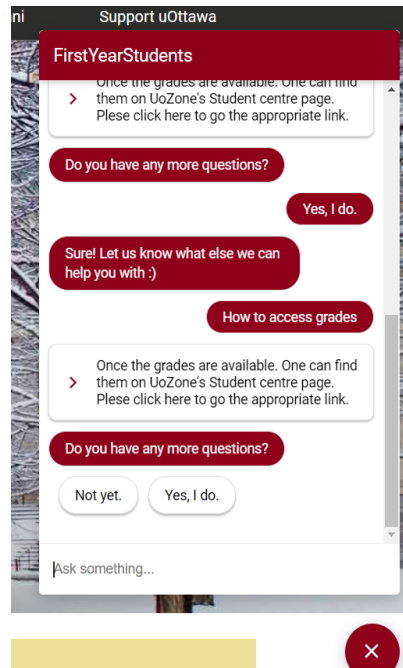 ni
Support uOttawa
FirstYearStudents
Once the grades are available. One can find
them on UoZone's Student centre page.
Plese click here to go the appropriate link.
Do you have any more questions?
Yes, I do.
Sure! Let us know what else we can
help you with :)
How to access grades
Once the grades are available. One can find
them on UoZone's Student centre page.
Plese click here to go the appropriate link.
Do you have any more questions?
Not yet.
Yes, I do.
Ask something...